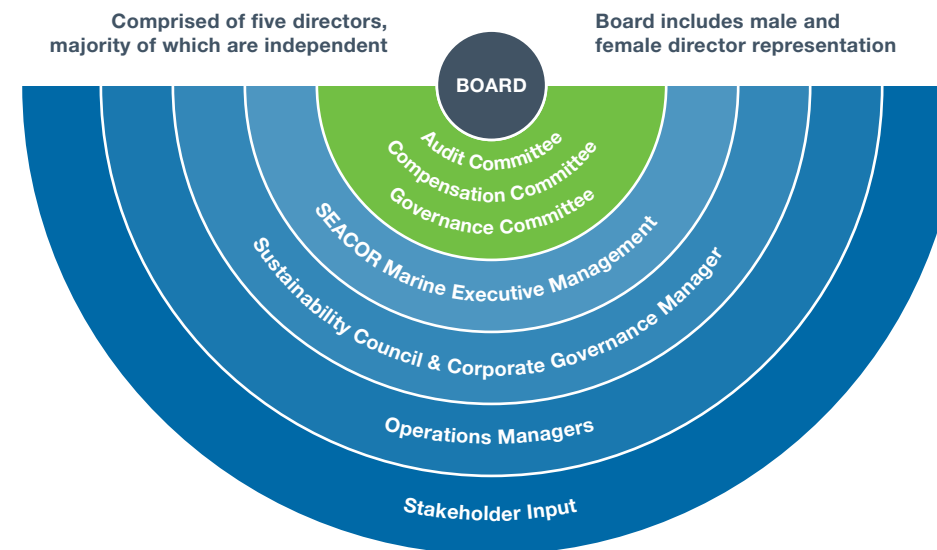 Comprised of five directors,
majority of which are independent
Board includes male and
female director representation
BOARD
Audit Committee
Compensation Committee
Governance Committee
SEACOR Marine Executive Management
Sustainability Council & Corporate Governance Manager
Operations Managers
Stakeholder Input